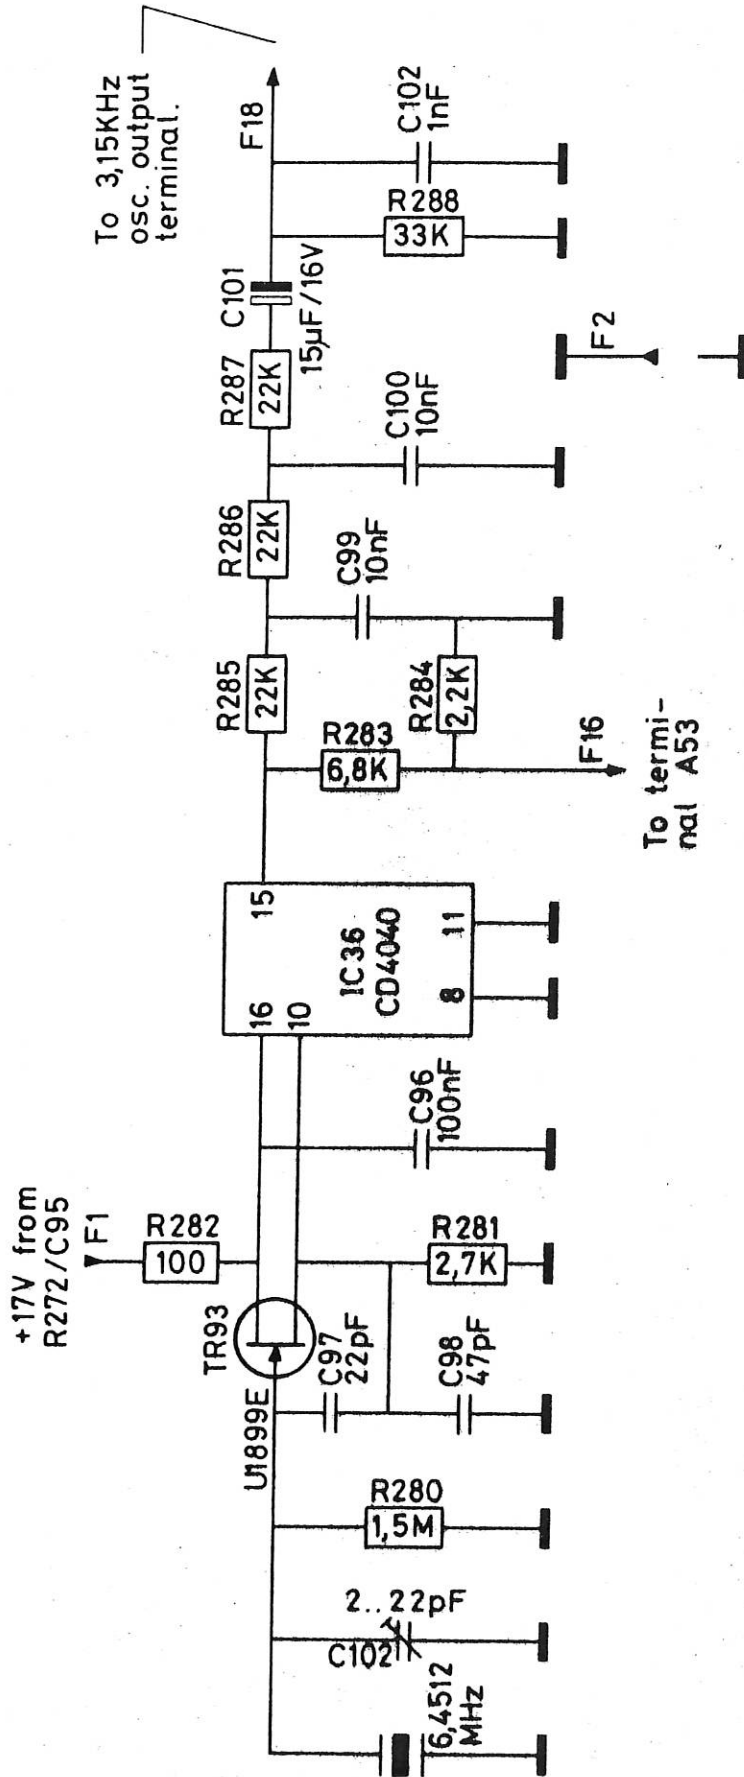 +17V from
R272/C95
F1
R282
100
TR93
U1899E
C97
22pF
C98
47pF
R281
2,7K
R280
1,5M
2..22pF
C102
6,4512
MHz
C96
100nF
16
10
15
IC36
CD4040
8
11
R283
6,8K
R284
2,2K
F16
To termi-
nal A53
R285
22K
C99
10nF
R286
22K
C100
10nF
R287
22K
C101
15µF/16V
R288
33K
C102
1nF
F18
F2
To 3,15KHz
osc. output
terminal.